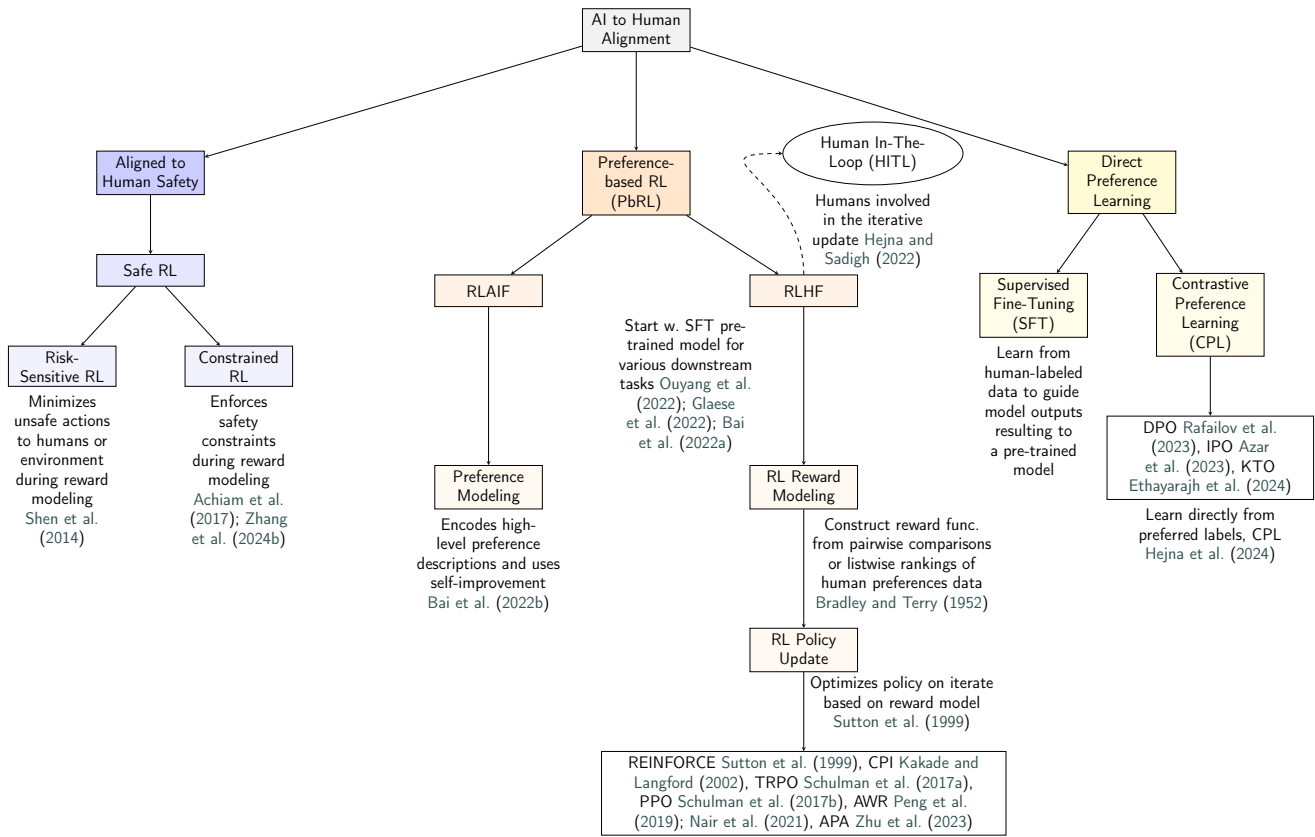 AI to Human
Alignment
Aligned to
Human Safety
Preference-
based RL
(PbRL)
Human In-The-
Loop (HITL)
Direct
Preference
Learning
Humans involved
in the iterative
update Hejna and
Sadigh (2022)
Safe RL
RLAIF
RLHF
Supervised
Fine-Tuning
(SFT)
Contrastive
Preference
Learning
(CPL)
Risk-
Sensitive RL
Constrained
RL
Minimizes
unsafe actions
to humans or
environment
during reward
modeling
Shen et al.
(2014)
Enforces
safety
constraints
during reward
modeling
Achiam et al.
(2017); Zhang
et al. (2024b)
Start w. SFT pre-
trained model for
various downstream
tasks Ouyang et al.
(2022); Glaese
et al. (2022); Bai
et al. (2022a)
Learn from
human-labeled
data to guide
model outputs
resulting to
a pre-trained
model
DPO Rafailov et al.
(2023), IPO Azar
et al. (2023), KTO
Ethayarajh et al. (2024)
Learn directly from
preferred labels, CPL
Hejna et al. (2024)
Preference
Modeling
Encodes high-
level preference
descriptions and uses
self-improvement
Bai et al. (2022b)
RL Reward
Modeling
Construct reward func.
from pairwise comparisons
or listwise rankings of
human preferences data
Bradley and Terry (1952)
RL Policy
Update
Optimizes policy on iterate
based on reward model
Sutton et al. (1999)
REINFORCE Sutton et al. (1999), CPI Kakade and
Langford (2002), TRPO Schulman et al. (2017a),
PPO Schulman et al. (2017b), AWR Peng et al.
(2019); Nair et al. (2021), APA Zhu et al. (2023)